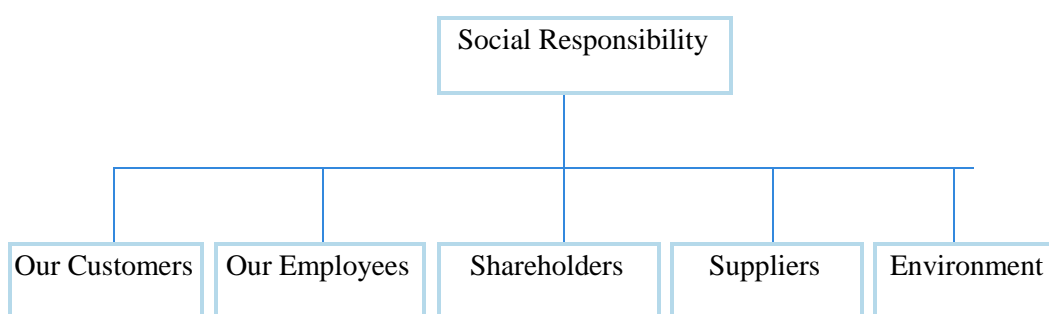 Social Responsibility
Our Customers
Our Employees
Shareholders
Suppliers
Environment